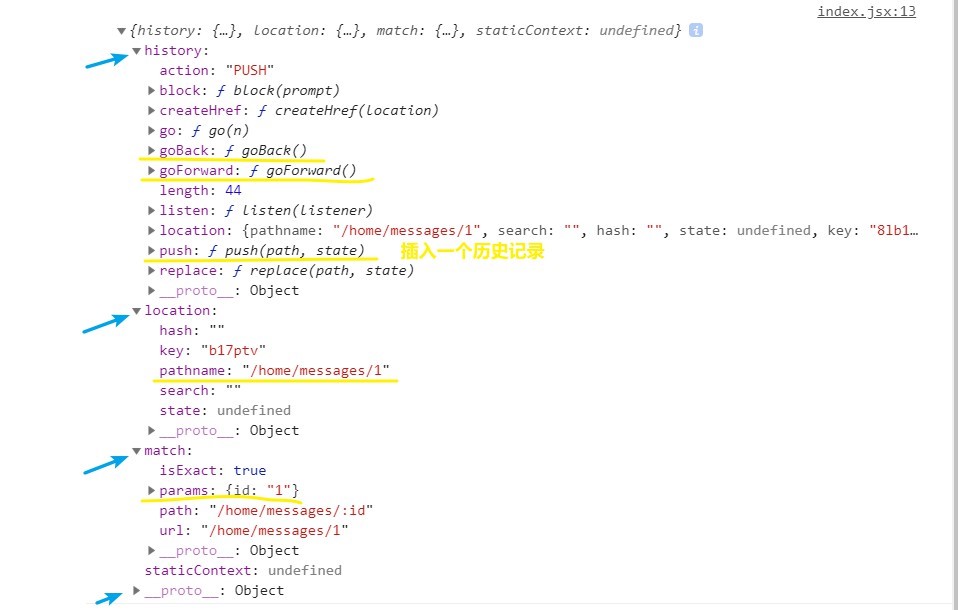 index.jsx:13
▼{history: {…}, location: {…}, match: {…}, staticContext: undefined} i
▼history:
action: "PUSH"
▶block: ƒ block(prompt)
▶createHref: ƒ createHref(location)
▶go: ƒ go(n)
▶goBack: ƒ goBack()
▶goForward: ƒ goForward()
length: 44
▶listen: ƒ listen(listener)
▶location: {pathname: "/home/messages/1", search: "", hash: "", state: undefined, key: "8lb1…
▶push: ƒ push(path, state) 插入一个历史记录
▶replace: ƒ replace(path, state)
▶__proto__: Object
▼location:
hash: ""
key: "b17ptv"
pathname: "/home/messages/1"
search: ""
state: undefined
▶__proto__: Object
▼match:
isExact: true
▶params: {id: "1"}
path: "/home/messages/:id"
url: "/home/messages/1"
▶__proto__: Object
staticContext: undefined
▶__proto__: Object